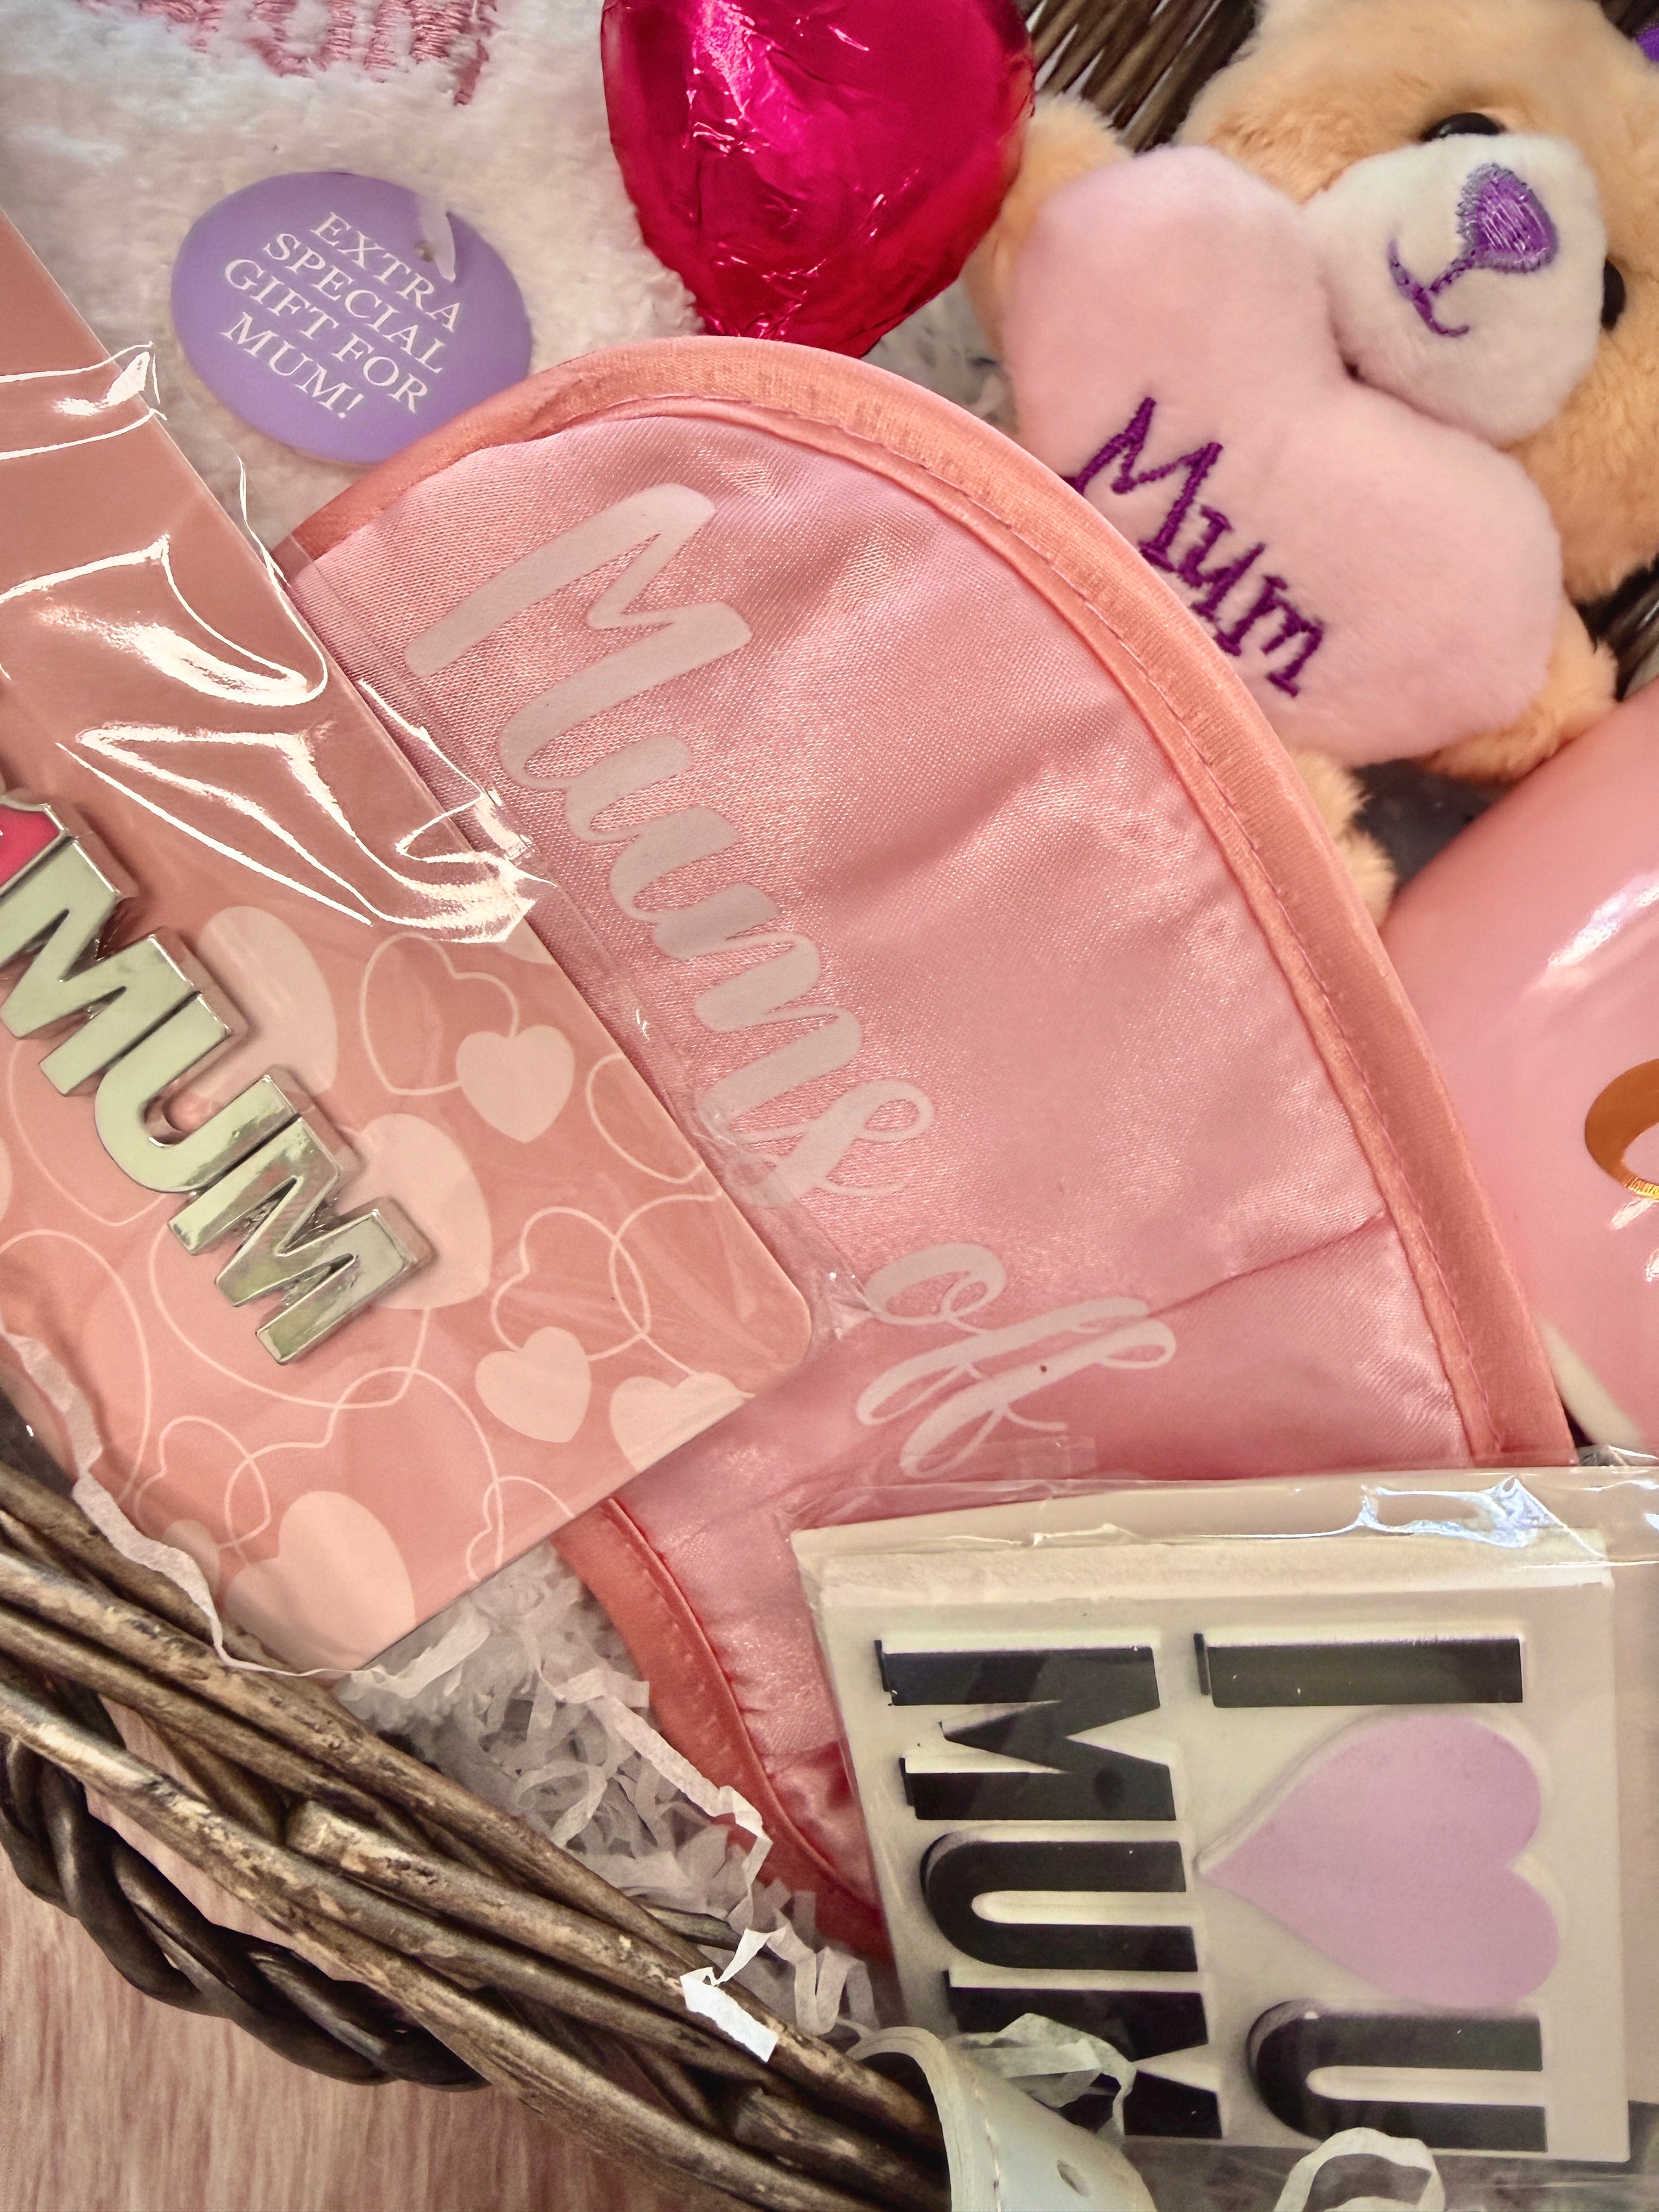 EXTRA
SPECIAL
GIFT FOR
MUM!
Mum
Mums
off
MUM
I U
MUM